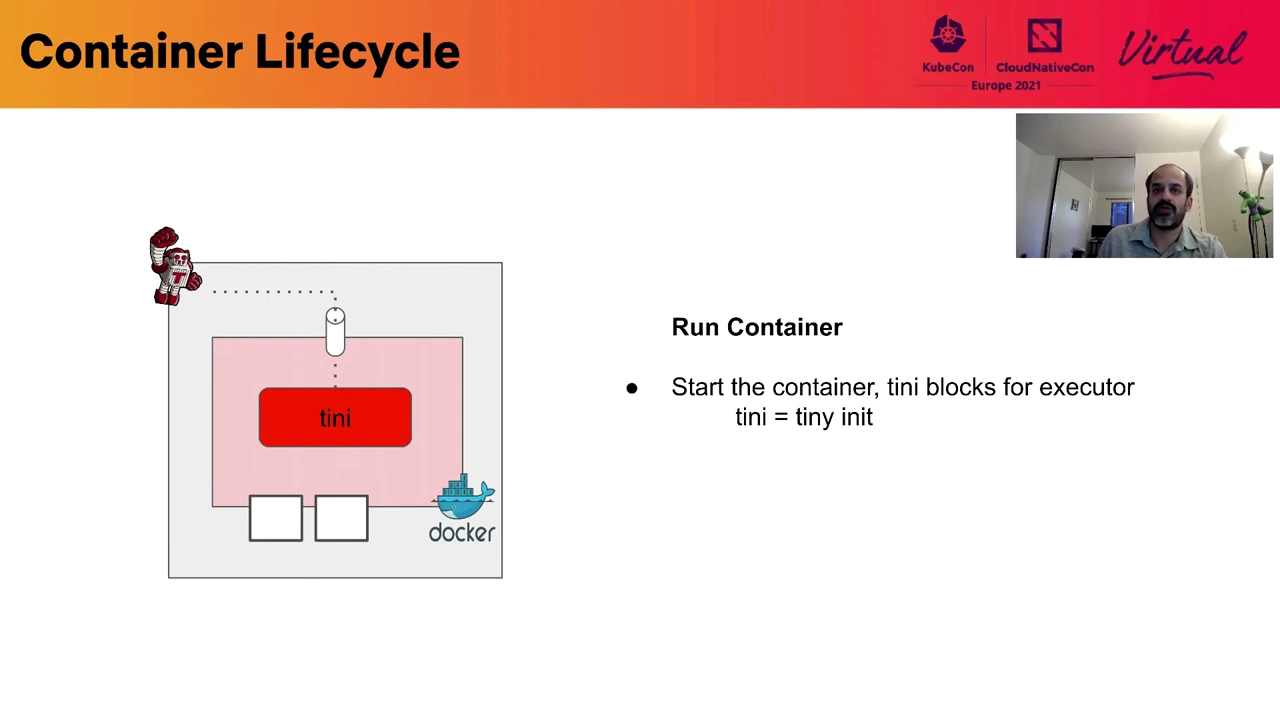 Container Lifecycle
KubeCon
CloudNativeCon
Europe 2021
Virtual
T
tini
docker
Run Container
● Start the container, tini blocks for executor
tini = tiny init